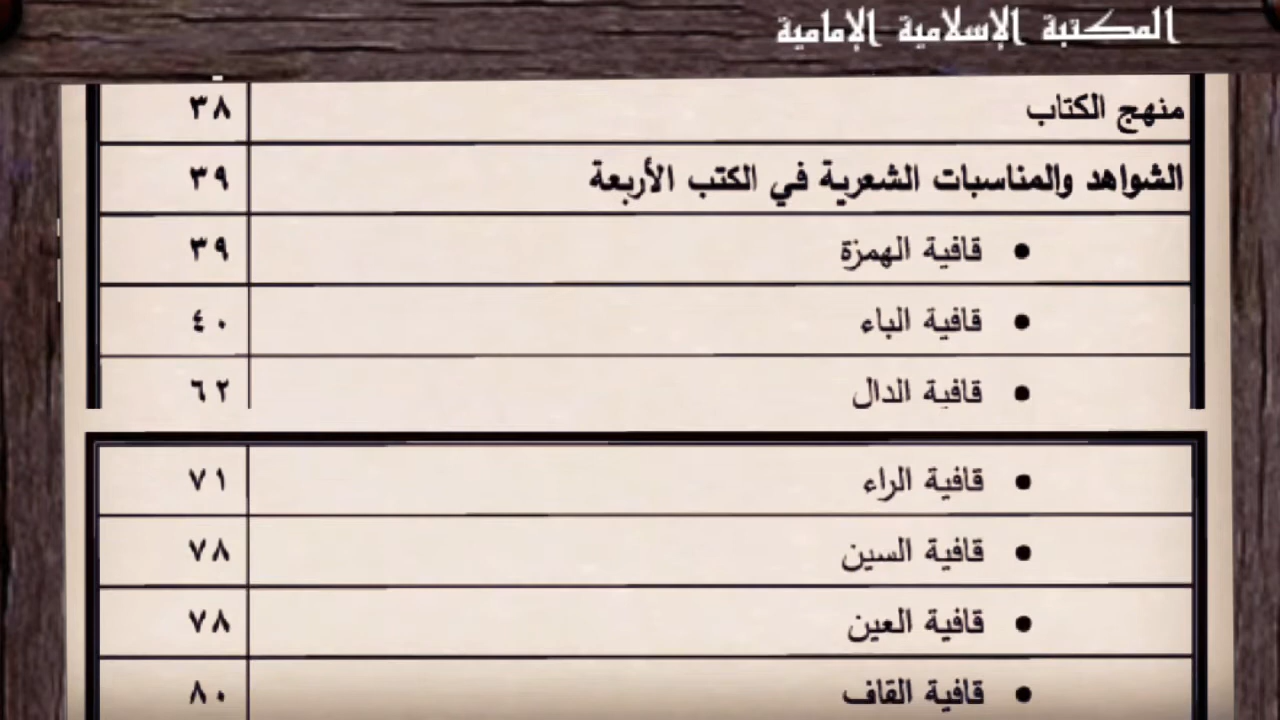 المكتبة الإسلامية الإمامية
منهج الكتاب ٣٨
الشواهد والمناسبات الشعرية في الكتب الأربعة ٣٩
• قافية الهمزة ٣٩
• قافية الباء ٤٠
• قافية الدال ٦٢
• قافية الراء ٧١
• قافية السين ٧٨
• قافية العين ٧٨
• قافية القاف ٨٠